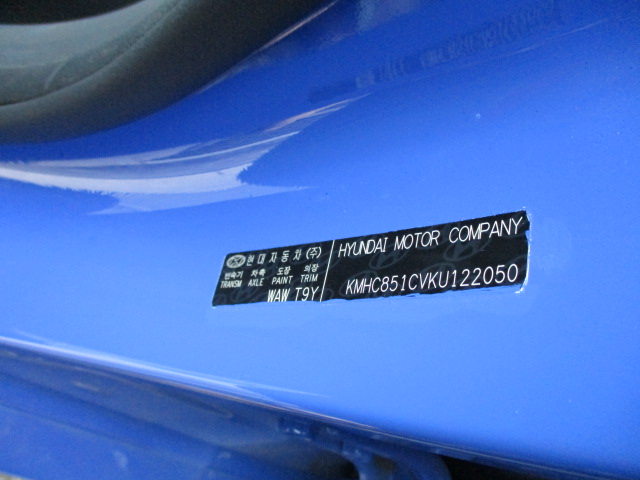 현대자동차(주)
변속기 차축 도장 의장
TRANSM AXLE PAINT TRIM
WAW T9Y
HYUNDAI MOTOR COMPANY
KMHC851CVKU122050